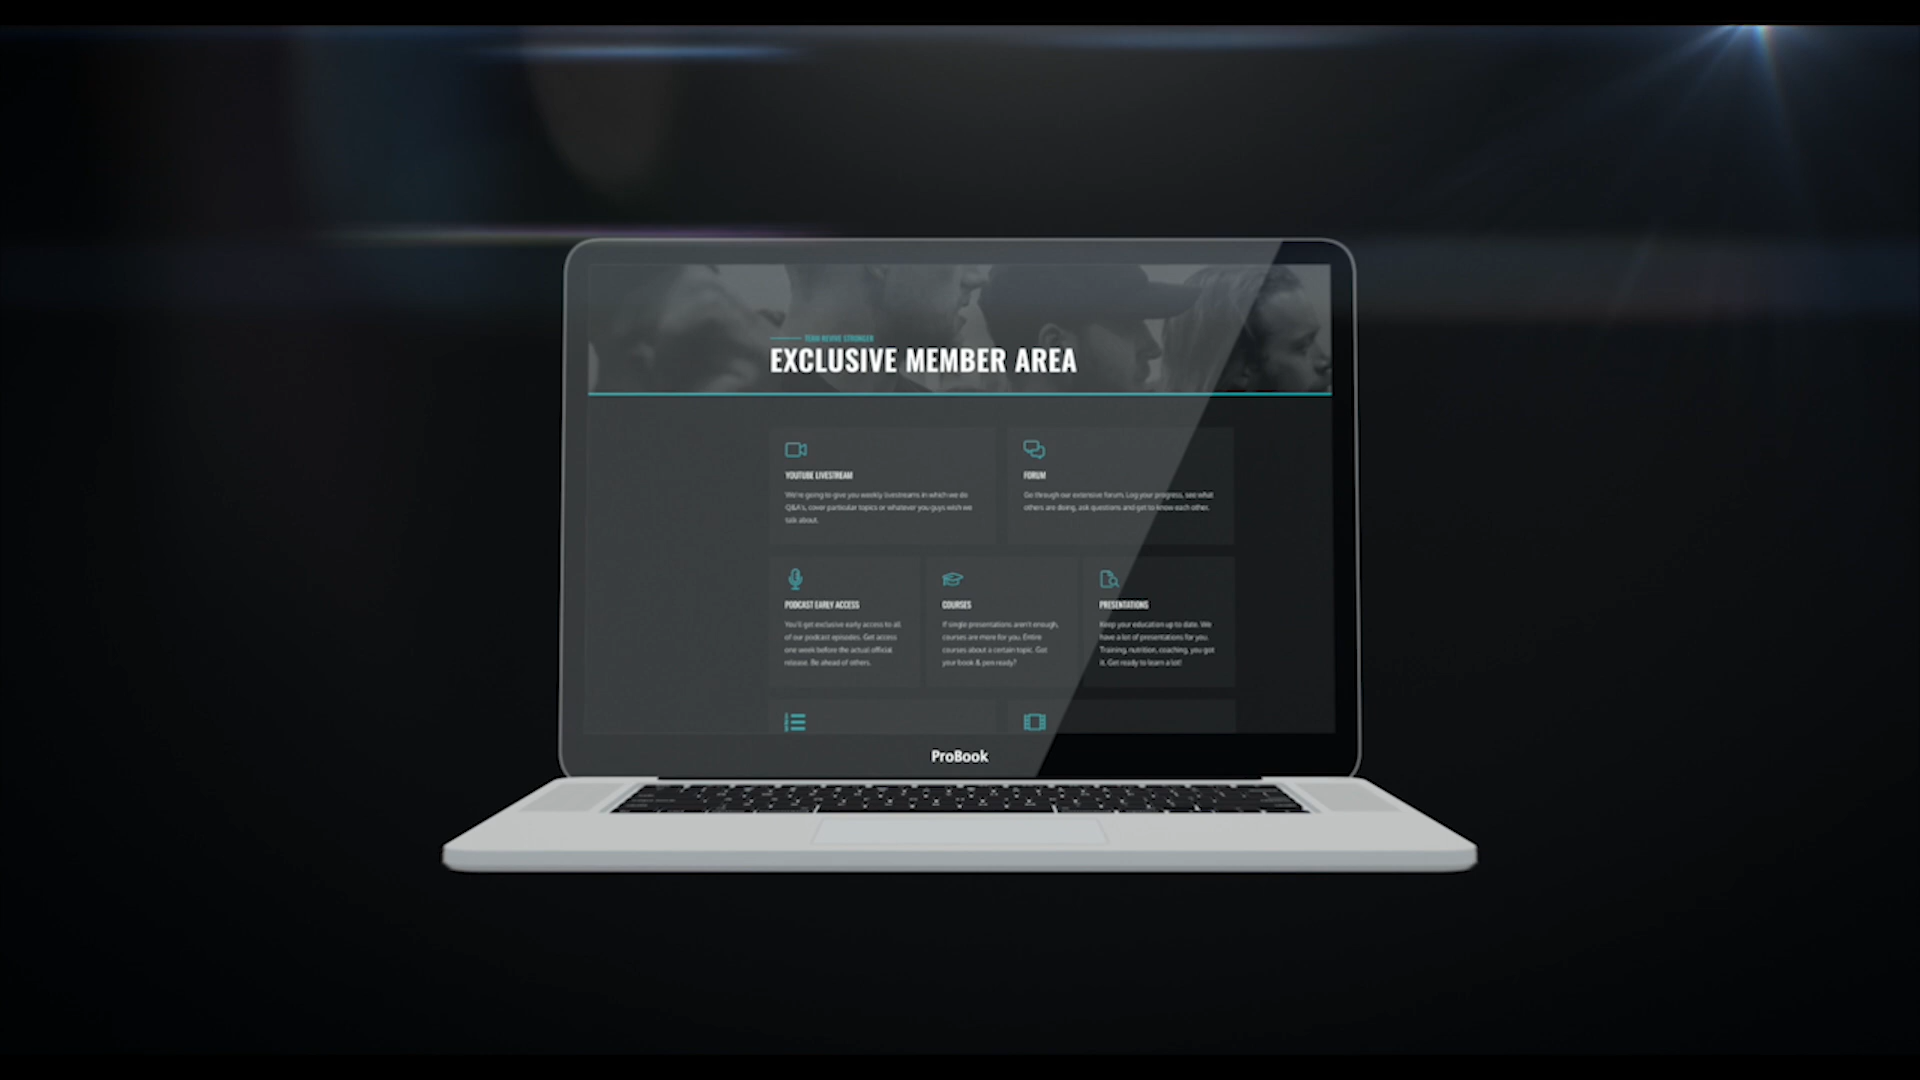 TEAM REVIVE STRONGER
EXCLUSIVE MEMBER AREA
YOUTUBE LIVESTREAM
We're going to give you weekly livestreams in which we do
Q&A's, cover particular topics or whatever you guys wish we
talk about.
FORUM
Go through our extensive forum. Log your progress, see what
others are doing, ask questions and get to know each other.
PODCAST EARLY ACCESS
You'll get exclusive early access to all
of our podcast episodes. Get access
one week before the actual official
release. Be ahead of others.
COURSES
If single presentations aren't enough,
courses are more for you. Entire
courses about a certain topic. Got
your book & pen ready?
PRESENTATIONS
Keep your education up to date. We
have a lot of presentations for you.
Training, nutrition, coaching, you got
it. Get ready to learn a lot!
ProBook